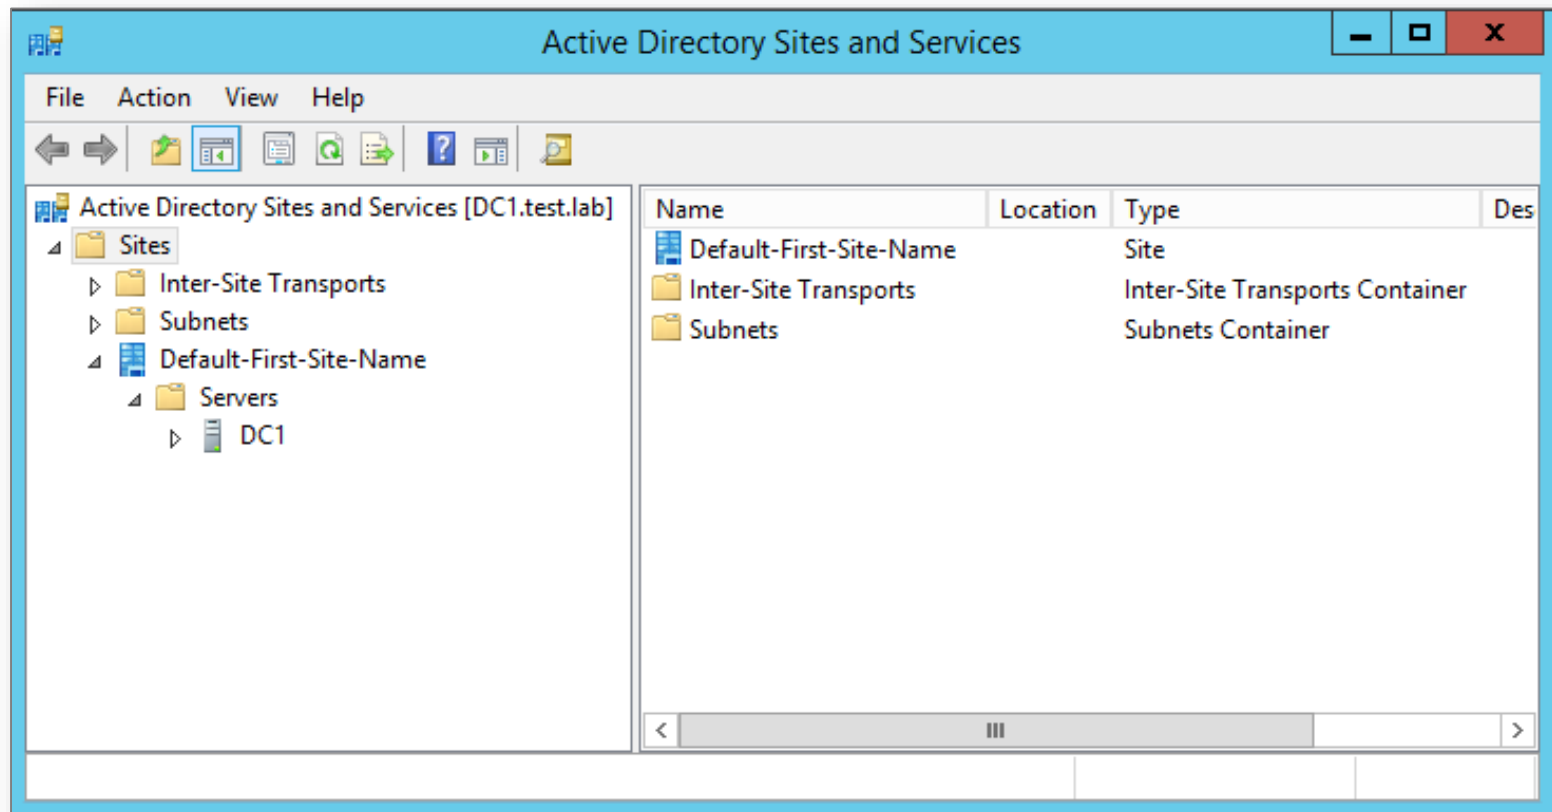 Active Directory Sites and Services
File Action View Help
Active Directory Sites and Services [DC1.test.lab]
Sites
Inter-Site Transports
Subnets
Default-First-Site-Name
Servers
DC1
Name Location Type Des
Default-First-Site-Name Site
Inter-Site Transports Inter-Site Transports Container
Subnets Subnets Container